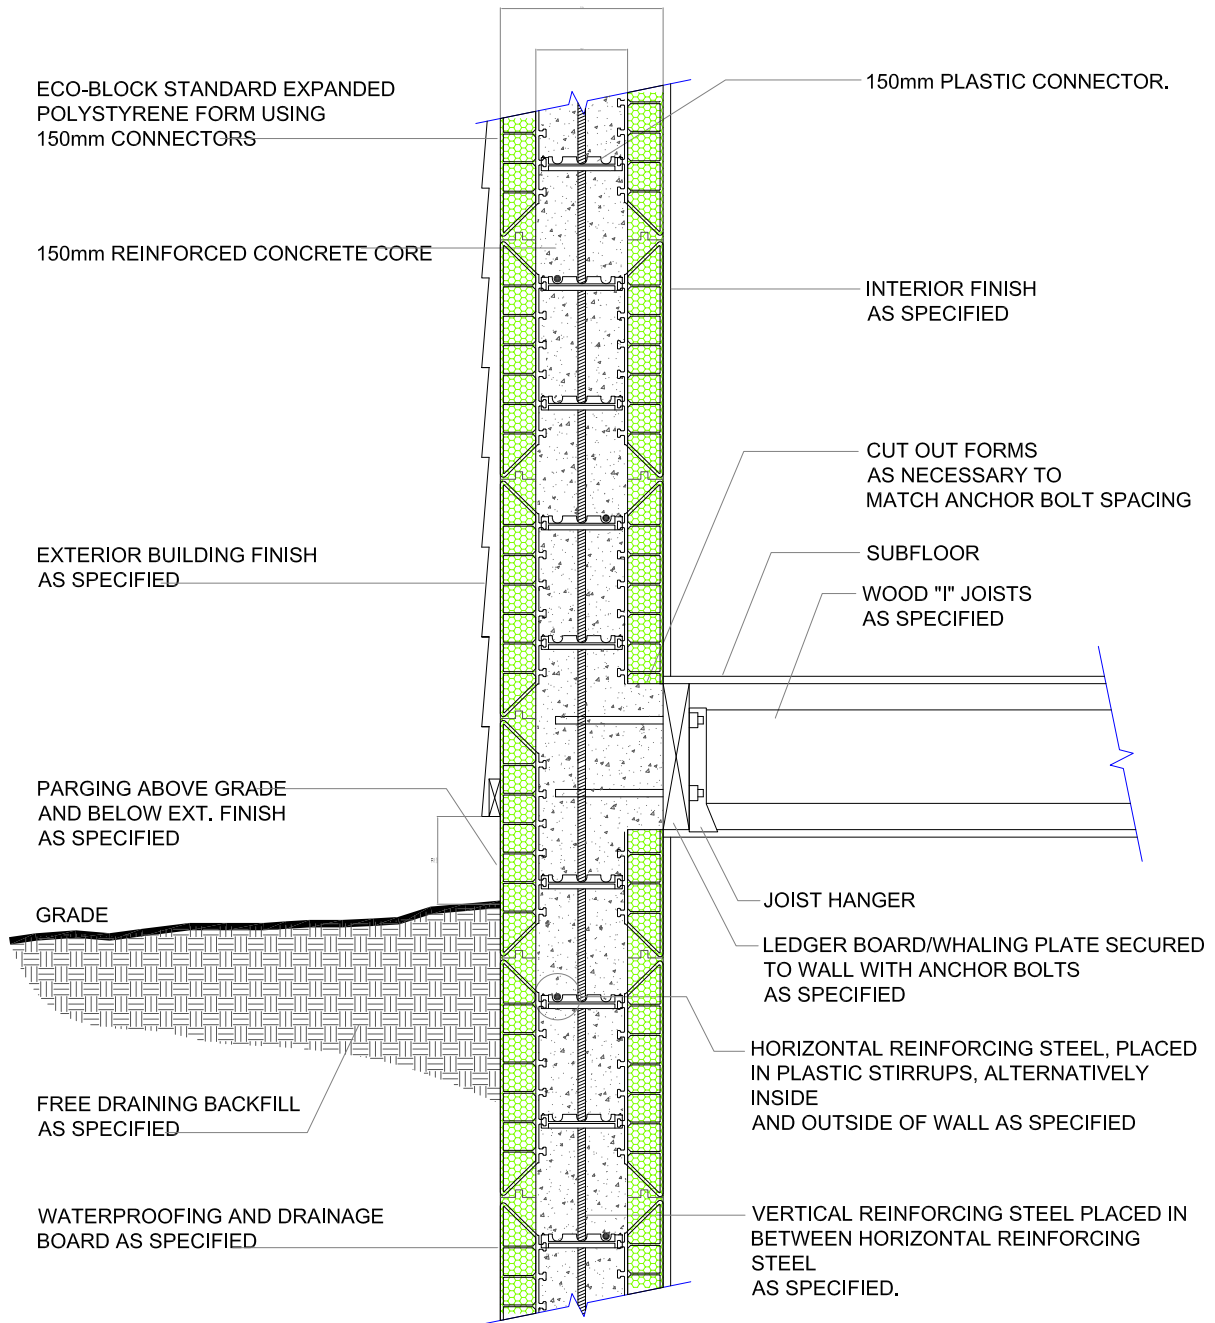 ECO-BLOCK STANDARD EXPANDED
POLYSTYRENE FORM USING
150mm CONNECTORS
150mm PLASTIC CONNECTOR.
150mm REINFORCED CONCRETE CORE
INTERIOR FINISH
AS SPECIFIED
CUT OUT FORMS
AS NECESSARY TO
MATCH ANCHOR BOLT SPACING
EXTERIOR BUILDING FINISH
AS SPECIFIED
SUBFLOOR
WOOD "I" JOISTS
AS SPECIFIED
PARGING ABOVE GRADE
AND BELOW EXT. FINISH
AS SPECIFIED
GRADE
JOIST HANGER
LEDGER BOARD/WHALING PLATE SECURED
TO WALL WITH ANCHOR BOLTS
AS SPECIFIED
HORIZONTAL REINFORCING STEEL, PLACED
IN PLASTIC STIRRUPS, ALTERNATIVELY
INSIDE
AND OUTSIDE OF WALL AS SPECIFIED
FREE DRAINING BACKFILL
AS SPECIFIED
WATERPROOFING AND DRAINAGE
BOARD AS SPECIFIED
VERTICAL REINFORCING STEEL PLACED IN
BETWEEN HORIZONTAL REINFORCING
STEEL
AS SPECIFIED.